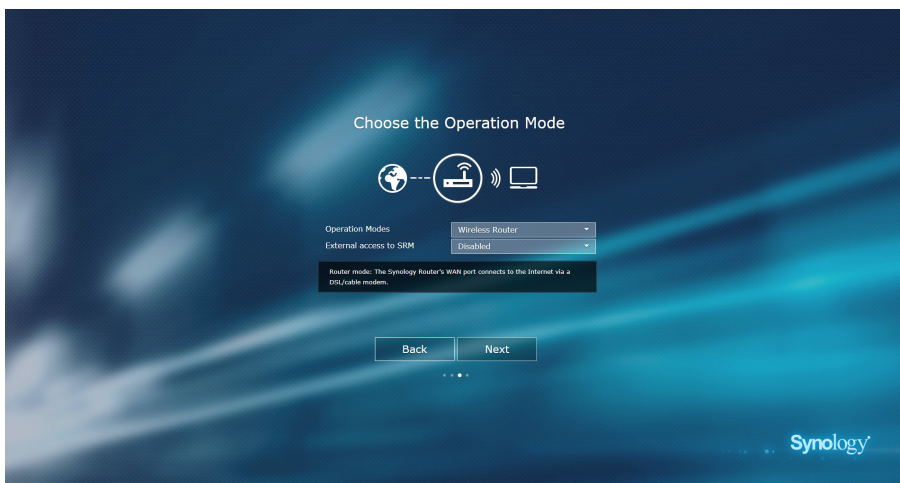 Choose the Operation Mode
Operation Modes Wireless Router
External access to SRM Disabled
Router mode: The Synology Router's WAN port connects to the Internet via a
DSL/cable modem.
Back Next
Synology